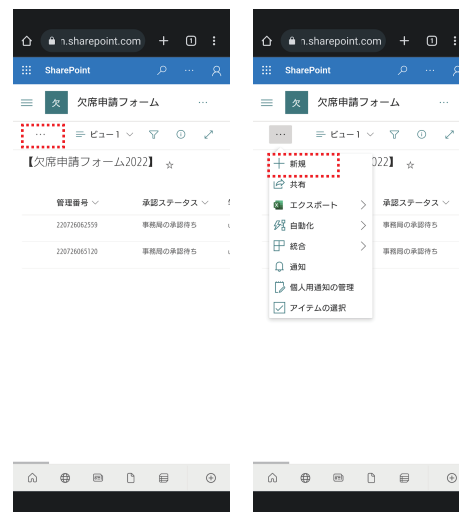 n.sharepoint.com
1
SharePoint
欠
欠席申請フォーム
ビュー1
【欠席申請フォーム2022】
管理番号
承認ステータス
220726062559
事務局の承認待ち
220726065120
事務局の承認待ち
n.sharepoint.com
1
SharePoint
欠
欠席申請フォーム
ビュー1
022】
新規
共有
エクスポート
自動化
統合
通知
個人用通知の管理
アイテムの選択
承認ステータス
事務局の承認待ち
事務局の承認待ち